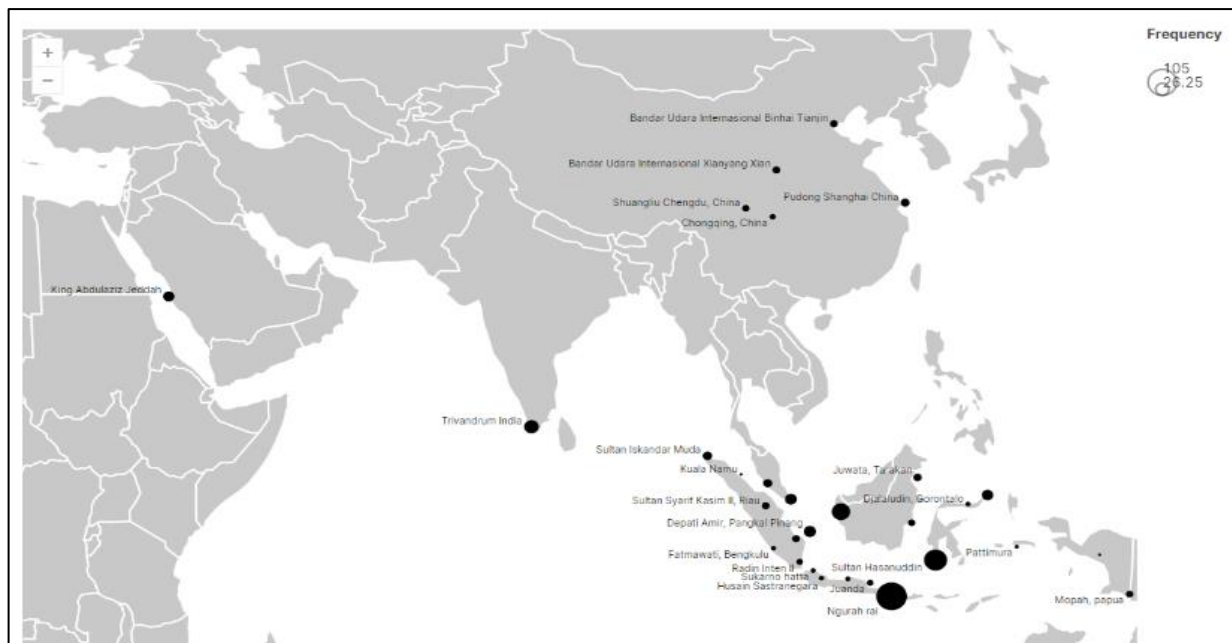 +
−
Frequency
105
26.25
Bandar Udara Internasional Binhai Tianjin
Bandar Udara Internasional Xianyang Xian
Shuangliu Chengdu, China
Pudong Shanghai China
Chongqing, China
King Abdulaziz Jeddah
Trivandrum India
Sultan Iskandar Muda
Kuala Namu
Juwata, Tarakan
Sultan Syarif Kasim II, Riau
Djalaludin, Gorontalo
Depati Amir, Pangkal Pinang
Fatmawati, Bengkulu
Pattimura
Radin Inten II
Sultan Hasanuddin
Sukarno hatta
Husain Sastranegara
Juanda
Ngurah rai
Mopah, papua